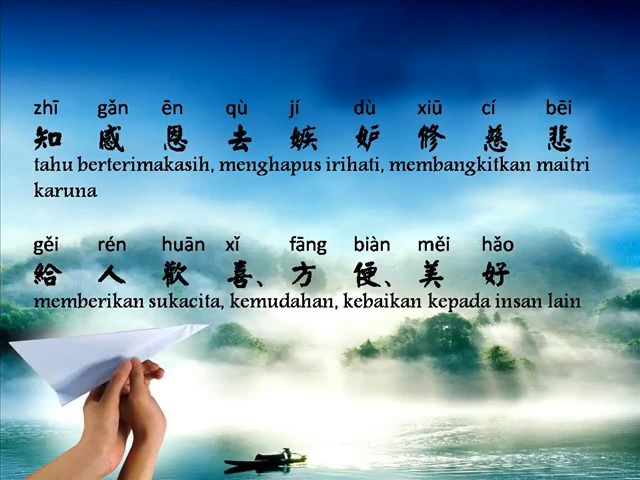 zhī gǎn ēn qù jí dù xiū cí bēi
知 感 恩 去 嫉 妒 修 慈 悲
tahu berterimakasih, menghapus irihati, membangkitkan maitri
karuna
gěi rén huān xǐ fāng biàn měi hǎo
給 人 歡 喜、方 便、美 好
memberikan sukacita, kemudahan, kebaikan kepada insan lain